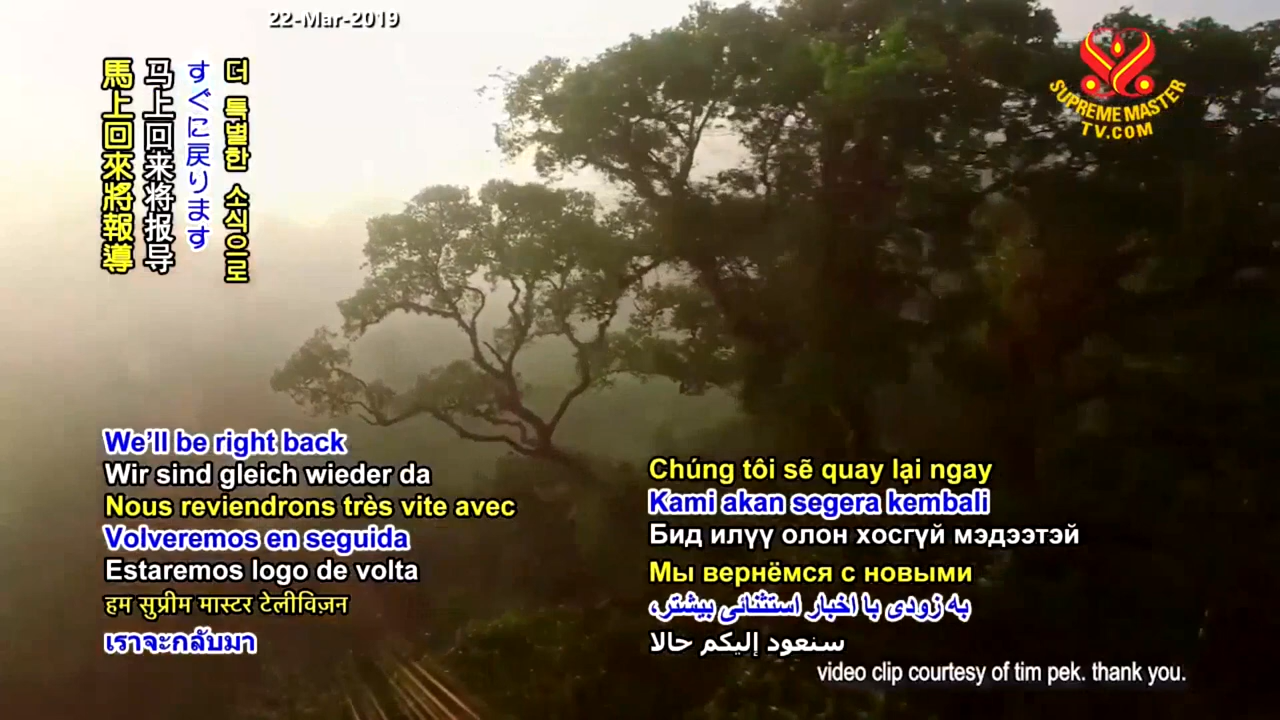 22-Mar-2019
SUPREME MASTER
TV.COM
더 특별한 소식으로
すぐに戻ります
马上回来将报导
馬上回來將報導
We'll be right back
Wir sind gleich wieder da
Nous reviendrons très vite avec
Volveremos en seguida
Estaremos logo de volta
हम सुप्रीम मास्टर टेलीविज़न
เราจะกลับมา
Chúng tôi sẽ quay lại ngay
Kami akan segera kembali
Бид илүү олон хосгүй мэдээтэй
Мы вернёмся с новыми
به زودی با اخبار استثنائی بیشتر،
سنعود إليكم حالا
video clip courtesy of tim pek. thank you.